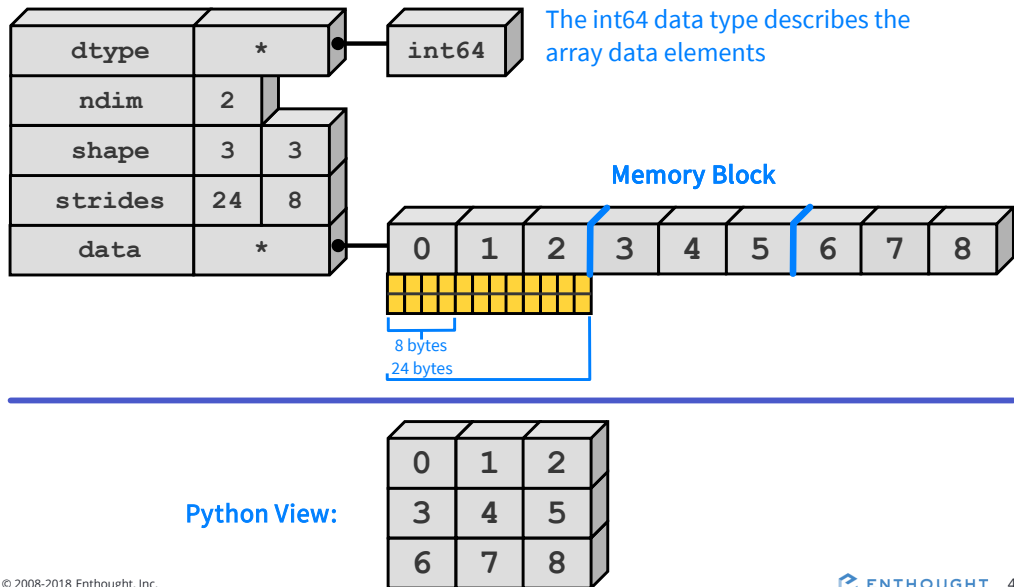 The int64 data type describes the
array data elements
dtype * int64
ndim 2
shape 3 3
strides 24 8
Memory Block
data * 0 1 2 3 4 5 6 7 8
8 bytes
24 bytes
0 1 2
Python View: 3 4 5
6 7 8
© 2008-2018 Enthought, Inc.
ENTHOUGHT 4